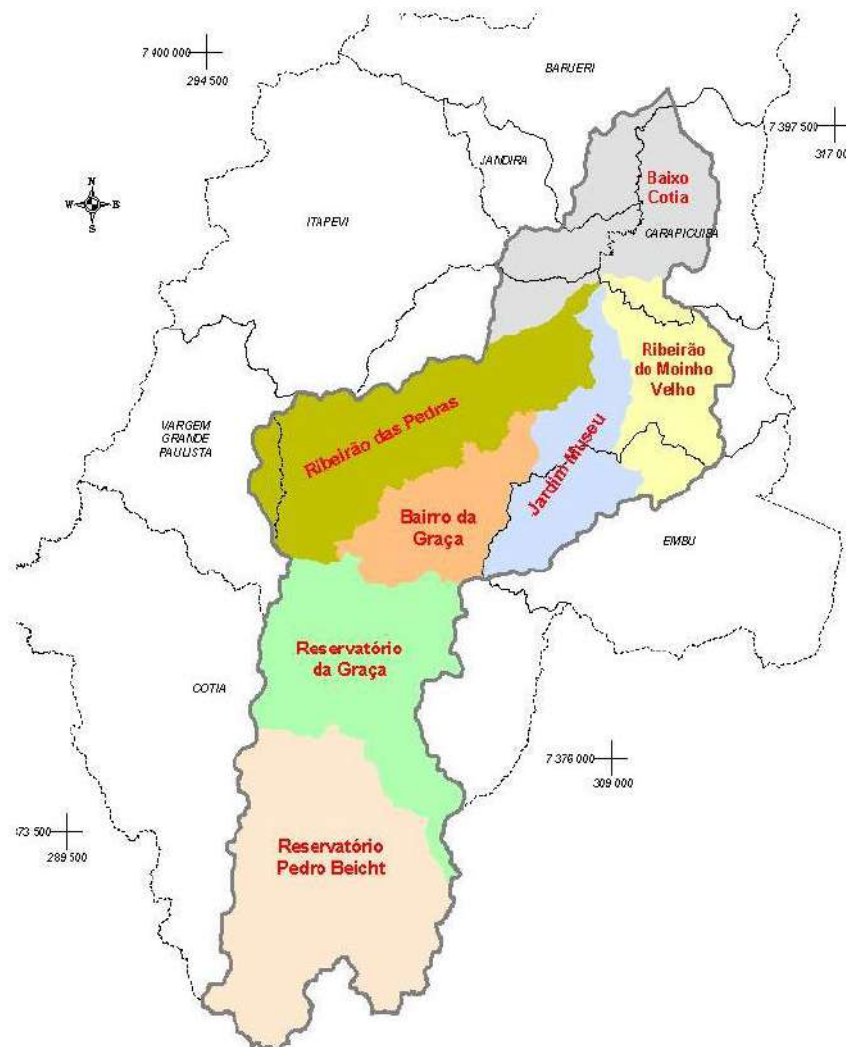 7 400 000
294 500
BARUERI
7 397 500
317 00
JANDIRA
N
W E
S
Baixo
Cotia
ITAPEVI
CARAPICUIBA
Ribeirão
do Moinho
Velho
Ribeirão das Pedras
VARGEM
GRANDE
PAULISTA
Jardim Museu
Bairro da
Graça
EMBU
Reservatório
da Graça
COTIA
7 376 000
309 000
73 500
289 500
Reservatório
Pedro Beicht